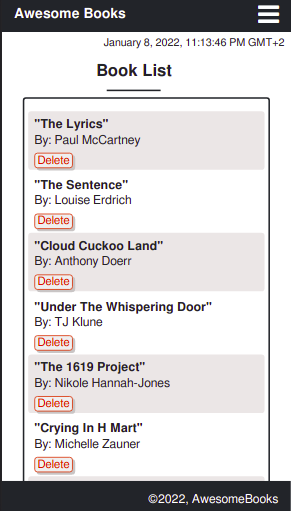 Awesome Books
January 8, 2022, 11:13:46 PM GMT+2
Book List
"The Lyrics"
By: Paul McCartney
Delete
"The Sentence"
By: Louise Erdrich
Delete
"Cloud Cuckoo Land"
By: Anthony Doerr
Delete
"Under The Whispering Door"
By: TJ Klune
Delete
"The 1619 Project"
By: Nikole Hannah-Jones
Delete
"Crying In H Mart"
By: Michelle Zauner
Delete
©2022, AwesomeBooks